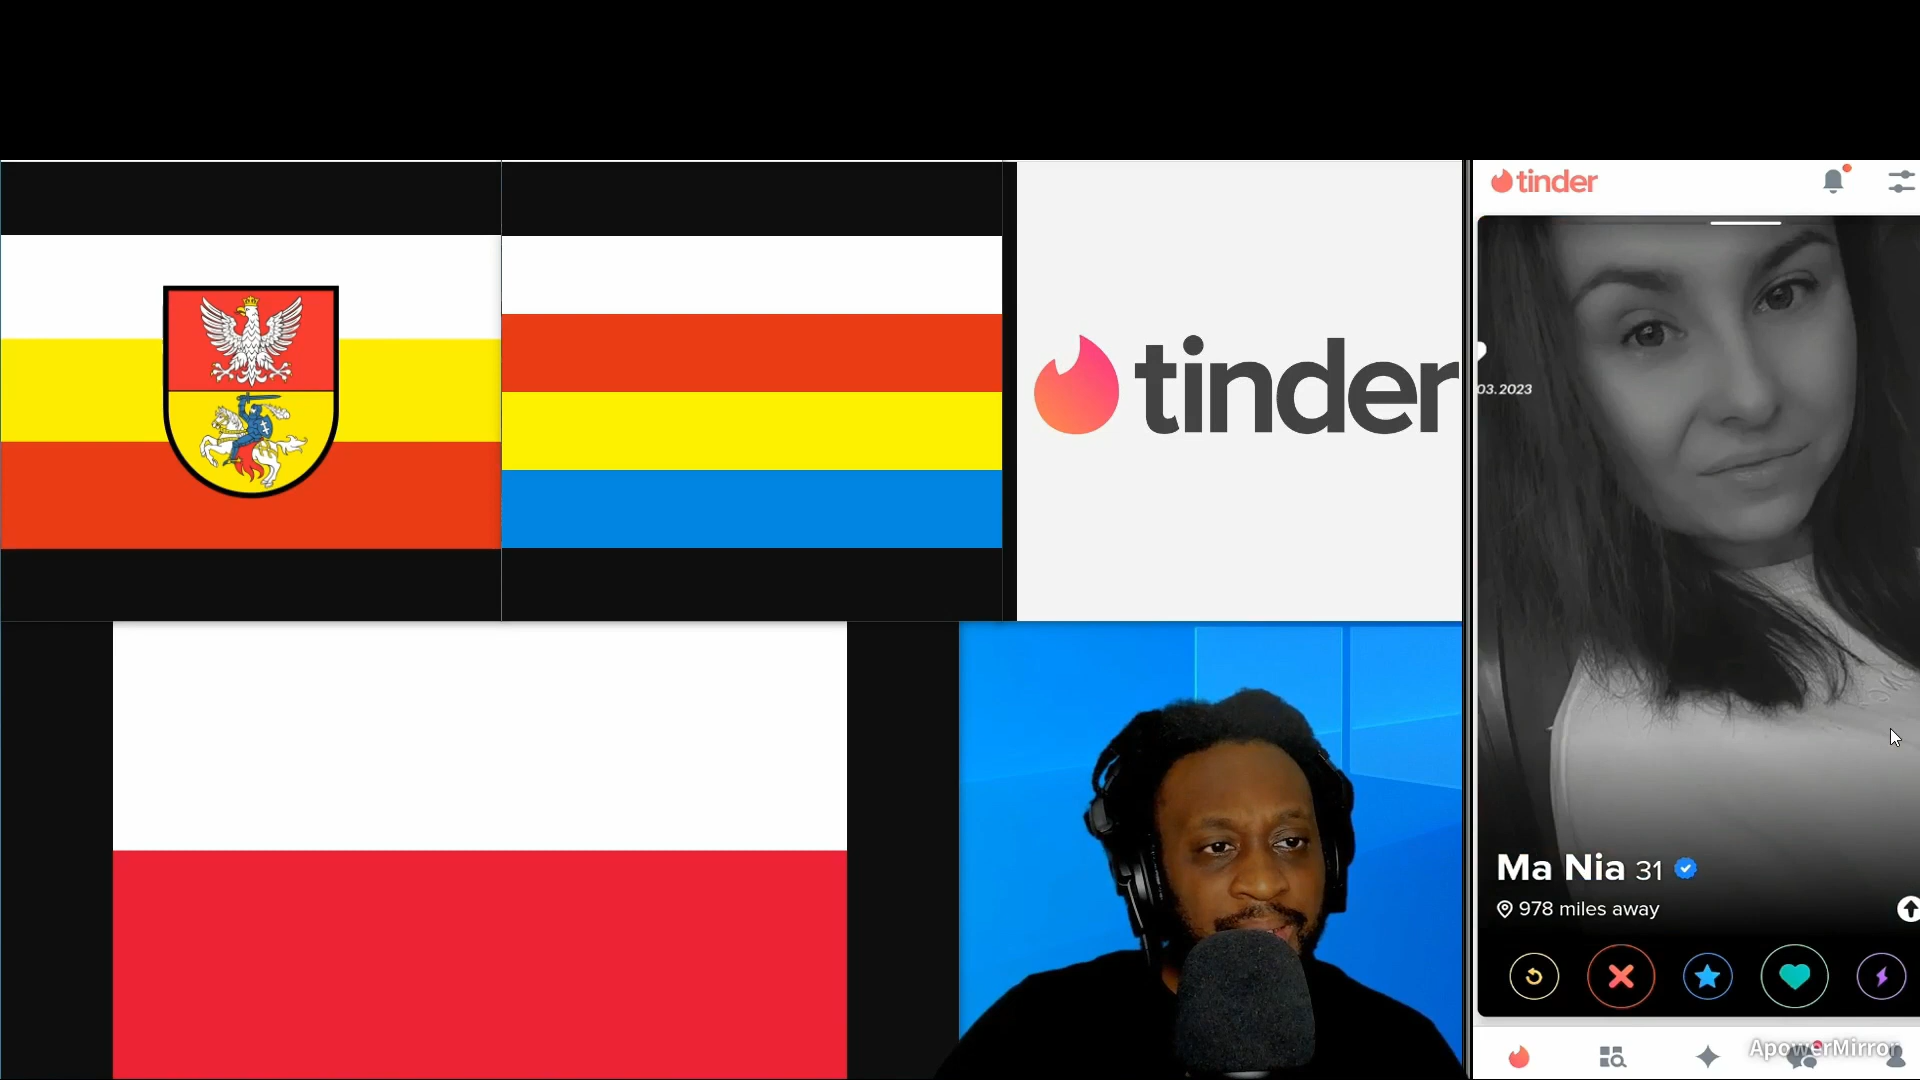 tinder
tinder
03.2023
Ma Nia 31
978 miles away
ApowerMirror